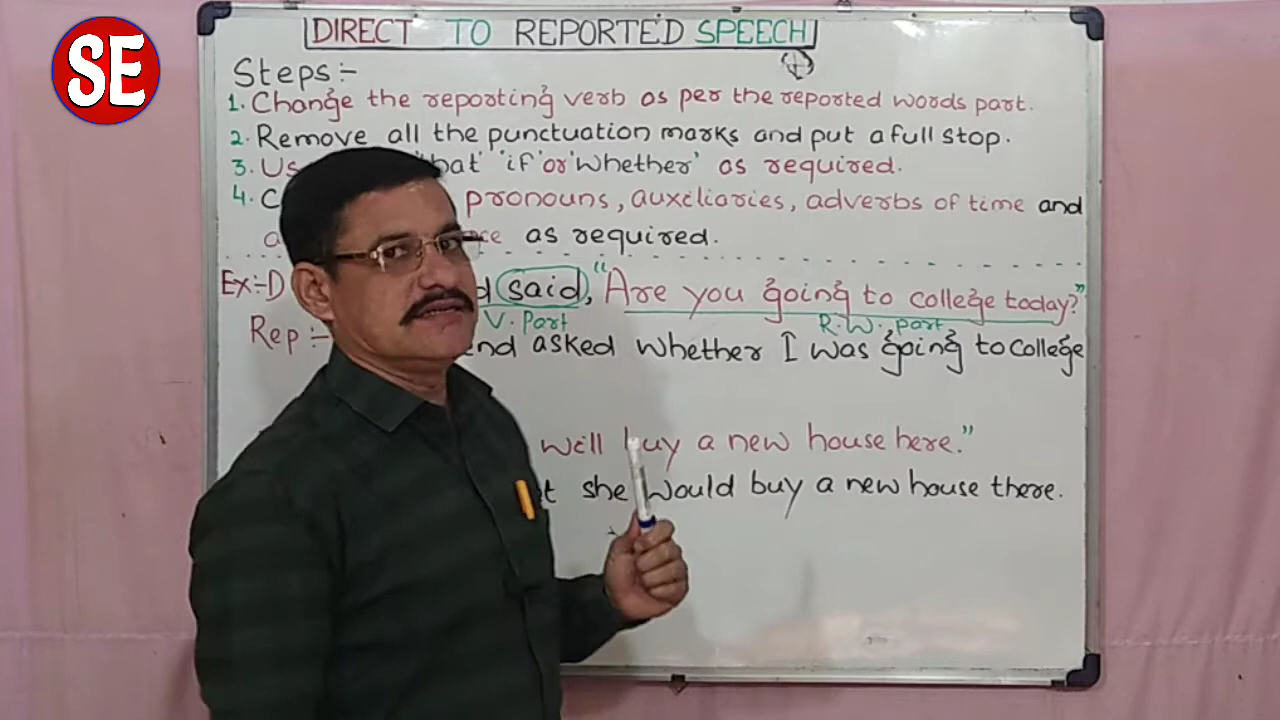 SE
DIRECT TO REPORTED SPEECH
Steps :-
1. Change the reporting verb as per the reported words part.
2. Remove all the punctuation marks and put a full stop.
3. 'if' or 'whether' as required.
4. pronouns, auxiliaries, adverbs of time and
as required.
Ex:- D said, "Are you going to college today?"
V. Part R.W. part
Rep :- asked whether I was going to college
will buy a new house here."
she would buy a new house there.